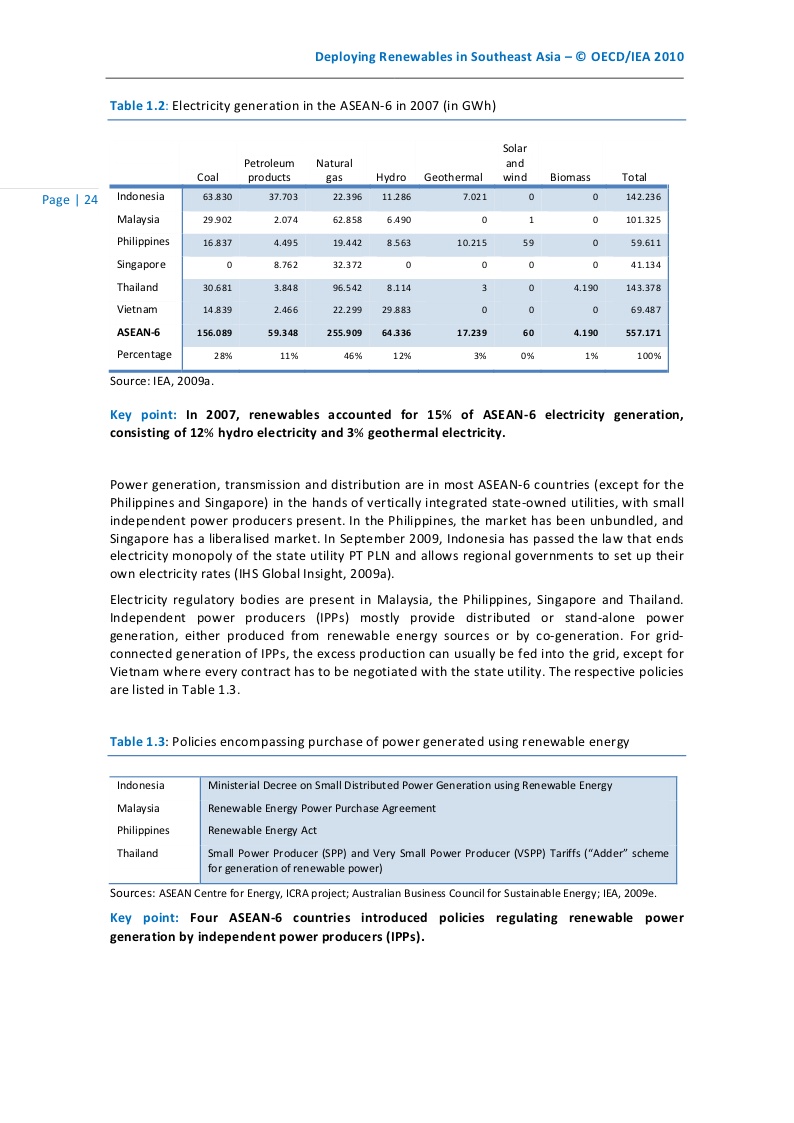 Deploying Renewables in Southeast Asia – © OECD/IEA 2010
Table 1.2: Electricity generation in the ASEAN-6 in 2007 (in GWh)
Coal Petroleum products Natural gas Hydro Geothermal Solar and wind Biomass Total
Page | 24
Indonesia 63.830 37.703 22.396 11.286 7.021 0 0 142.236
Malaysia 29.902 2.074 62.858 6.490 0 1 0 101.325
Philippines 16.837 4.495 19.442 8.563 10.215 59 0 59.611
Singapore 0 8.762 32.372 0 0 0 0 41.134
Thailand 30.681 3.848 96.542 8.114 3 0 4.190 143.378
Vietnam 14.839 2.466 22.299 29.883 0 0 0 69.487
ASEAN-6 156.089 59.348 255.909 64.336 17.239 60 4.190 557.171
Percentage 28% 11% 46% 12% 3% 0% 1% 100%
Source: IEA, 2009a.
Key point: In 2007, renewables accounted for 15% of ASEAN-6 electricity generation,
consisting of 12% hydro electricity and 3% geothermal electricity.
Power generation, transmission and distribution are in most ASEAN-6 countries (except for the
Philippines and Singapore) in the hands of vertically integrated state-owned utilities, with small
independent power producers present. In the Philippines, the market has been unbundled, and
Singapore has a liberalised market. In September 2009, Indonesia has passed the law that ends
electricity monopoly of the state utility PT PLN and allows regional governments to set up their
own electricity rates (IHS Global Insight, 2009a).
Electricity regulatory bodies are present in Malaysia, the Philippines, Singapore and Thailand.
Independent power producers (IPPs) mostly provide distributed or stand-alone power
generation, either produced from renewable energy sources or by co-generation. For grid-
connected generation of IPPs, the excess production can usually be fed into the grid, except for
Vietnam where every contract has to be negotiated with the state utility. The respective policies
are listed in Table 1.3.
Table 1.3: Policies encompassing purchase of power generated using renewable energy
Indonesia Ministerial Decree on Small Distributed Power Generation using Renewable Energy
Malaysia Renewable Energy Power Purchase Agreement
Philippines Renewable Energy Act
Thailand Small Power Producer (SPP) and Very Small Power Producer (VSPP) Tariffs (“Adder” scheme
for generation of renewable power)
Sources: ASEAN Centre for Energy, ICRA project; Australian Business Council for Sustainable Energy; IEA, 2009e.
Key point: Four ASEAN-6 countries introduced policies regulating renewable power
generation by independent power producers (IPPs).